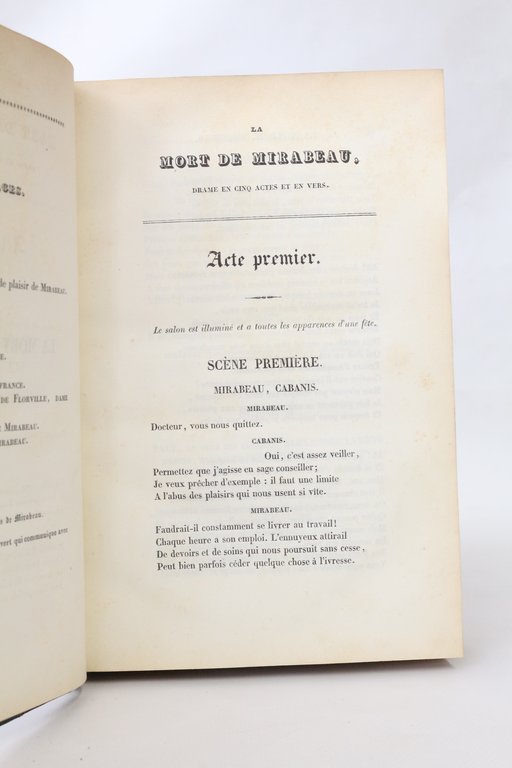 CES.
de plaisir de Mirabeau.
E.
FRANCE.
DE FLORVILLE, DAME
MIRABEAU.
MIRABEAU.
s de Mirabeau.
vert qui communique avec
LA
MORT DE MIRABEAU,
DRAME EN CINQ ACTES ET EN VERS.
Acte premier.
Le salon est illuminé et a toutes les apparences d'une fête.
SCÈNE PREMIÈRE.
MIRABEAU, CABANIS.
MIRABEAU.
Docteur, vous nous quittez.
CABANIS.
Oui, c'est assez veiller,
Permettez que j'agisse en sage conseiller;
Je veux prêcher d'exemple : il faut une limite
A l'abus des plaisirs qui nous usent si vite.
MIRABEAU.
Faudrait-il constamment se livrer au travail!
Chaque heure a son emploi. L'ennuyeux attirail
De devoirs et de soins qui nous poursuit sans cesse,
Peut bien parfois céder quelque chose à l'ivresse.